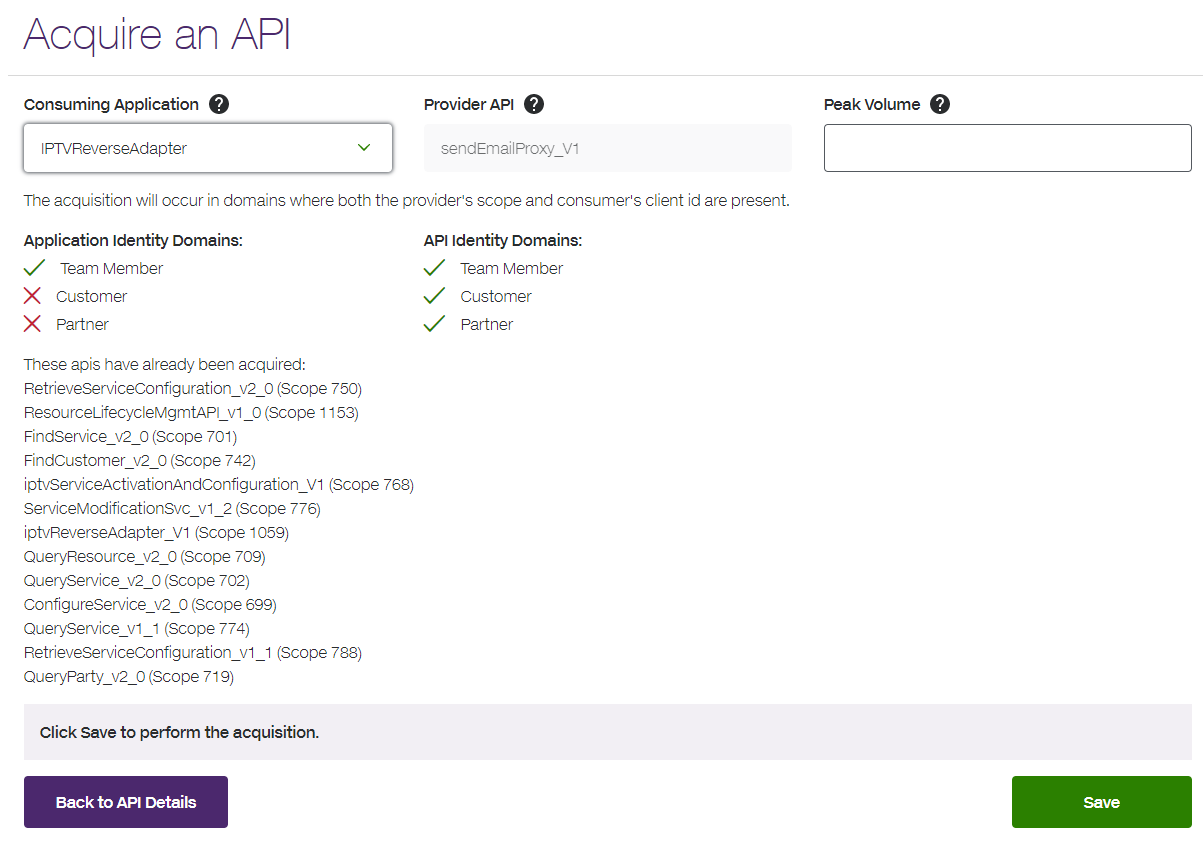 Acquire an API
Consuming Application ?
Provider API ?
Peak Volume ?
IPTVReverseAdapter
sendEmailProxy_V1
The acquisition will occur in domains where both the provider's scope and consumer's client id are present.
Application Identity Domains:
API Identity Domains:
Team Member
Team Member
Customer
Customer
Partner
Partner
These apis have already been acquired:
RetrieveServiceConfiguration_v2_0 (Scope 750)
ResourceLifecycleMgmtAPI_v1_0 (Scope 1153)
FindService_v2_0 (Scope 701)
FindCustomer_v2_0 (Scope 742)
iptvServiceActivationAndConfiguration_V1 (Scope 768)
ServiceModificationSvc_v1_2 (Scope 776)
iptvReverseAdapter_V1 (Scope 1059)
QueryResource_v2_0 (Scope 709)
QueryService_v2_0 (Scope 702)
ConfigureService_v2_0 (Scope 699)
QueryService_v1_1 (Scope 774)
RetrieveServiceConfiguration_v1_1 (Scope 788)
QueryParty_v2_0 (Scope 719)
Click Save to perform the acquisition.
Back to API Details
Save